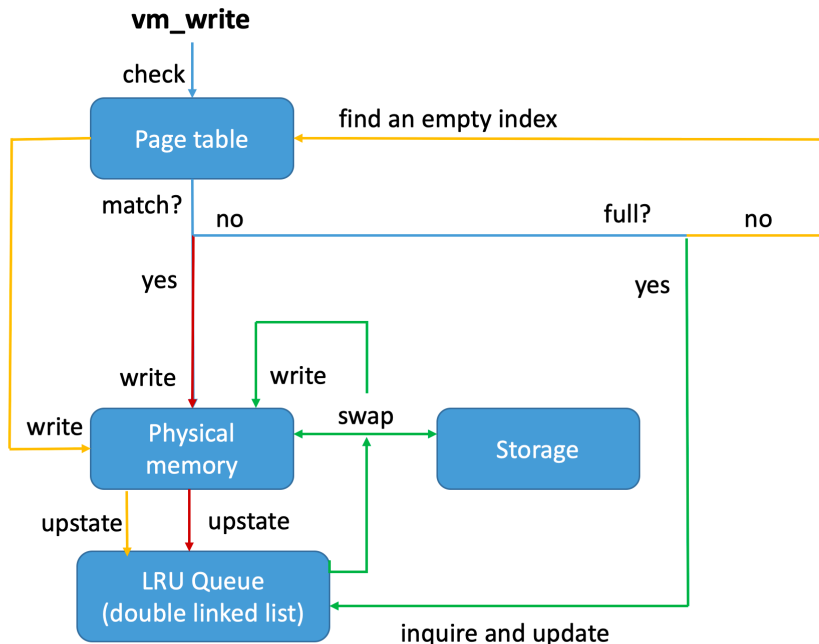 vm_write
check
Page table
find an empty index
match?
no
full?
no
yes
yes
write
write
write
swap
Physical
memory
Storage
upstate
upstate
LRU Queue
(double linked list)
inquire and update